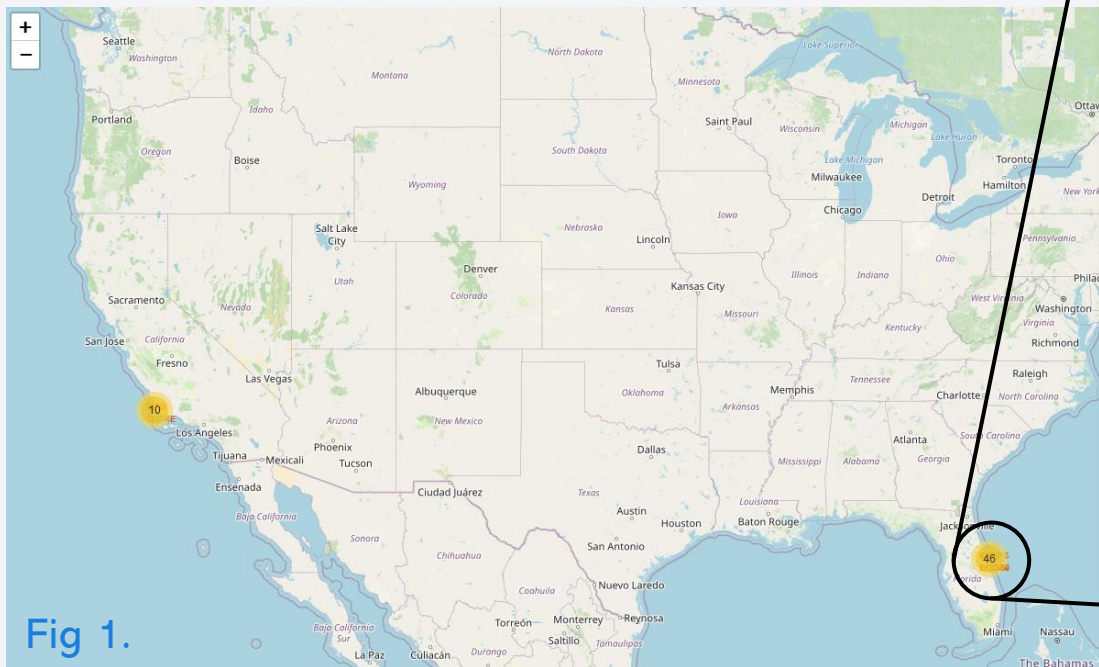 +
−
Seattle
Washington
North Dakota
Lake Superior
Montana
Minnesota
Ottaw
Portland
Idaho
Saint Paul
Wisconsin
Michigan
Lake Huron
Oregon
Boise
South Dakota
Lake Michigan
Toronto
Milwaukee
Hamilton
Wyoming
Detroit
New York
Chicago
Iowa
Salt Lake
City
Nebraska
Lincoln
Pennsylvania
Denver
Ohio
Utah
Illinois
Indiana
Philad
Kansas City
Sacramento
Nevada
Colorado
Kansas
Missouri
West Virginia
Washington
San Jose
California
Kentucky
Virginia
Richmond
Fresno
Las Vegas
Tulsa
Raleigh
Albuquerque
Oklahoma
Memphis
Tennessee
Charlotte
North Carolina
10
Arizona
New Mexico
Arkansas
Los Angeles
South Carolina
Atlanta
Phoenix
Dallas
Tijuana
Mexicali
Tucson
Mississippi
Alabama
Georgia
Ensenada
Ciudad Juárez
Texas
Louisiana
Baja California
Austin
Houston
Baton Rouge
Jacksonville
Sonora
San Antonio
Chihuahua
46
Florida
Nuevo Laredo
Coahuila
Fig 1.
Baja California
Sur
Torreón
Monterrey
Reynosa
Miami
Nassau
Saltillo
Tamaulipas
La Paz
Culiacán
Durango
The Bahamas